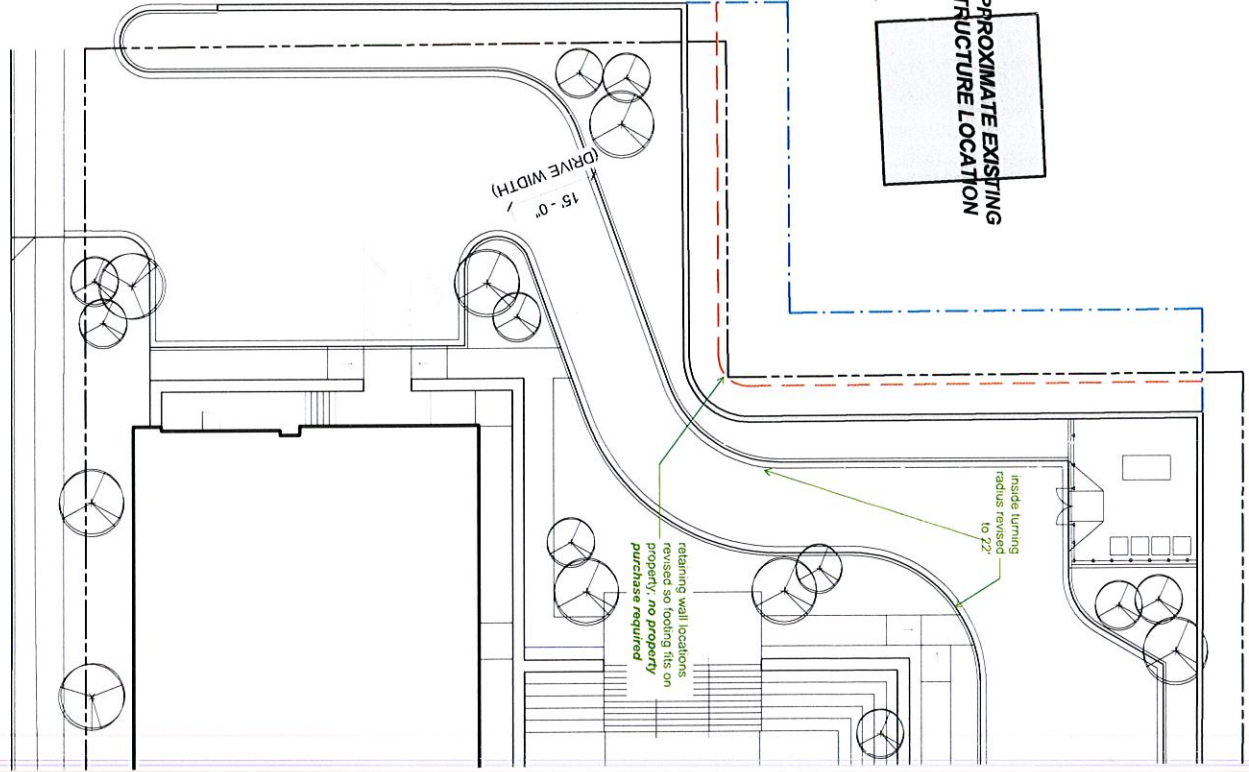 PPROXIMATE EXISTING
RUCTURE LOCATION
(DRIVE WIDTH)
15' - 0"
inside turning
radius revised
to 22'
retaining wall locations
revised so footing fits on
property; no property
purchase required